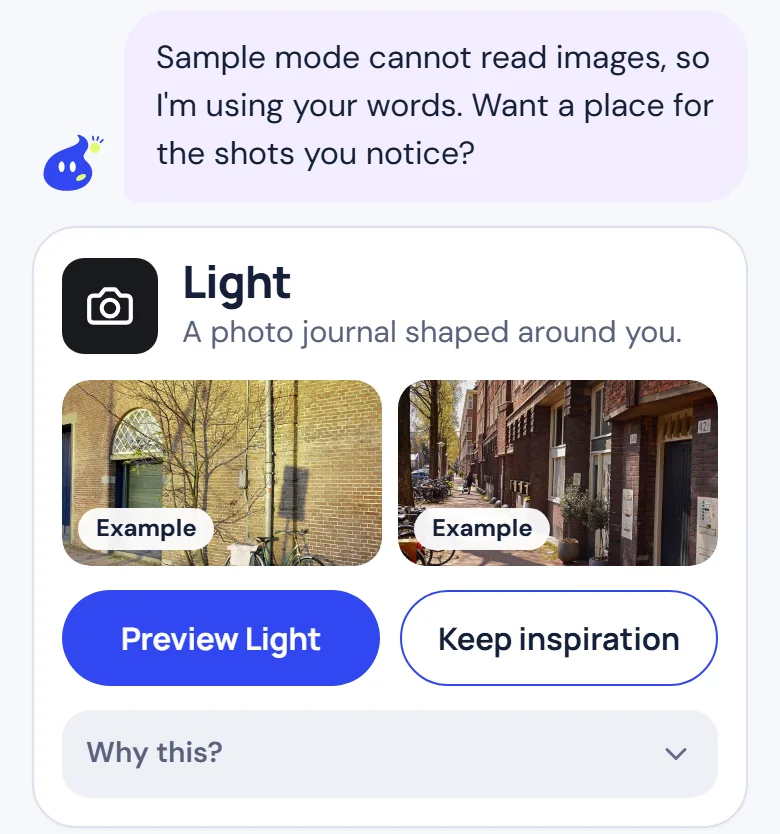 Sample mode cannot read images, so
I'm using your words. Want a place for
the shots you notice?
Light
A photo journal shaped around you.
Example
Example
Preview Light
Keep inspiration
Why this?